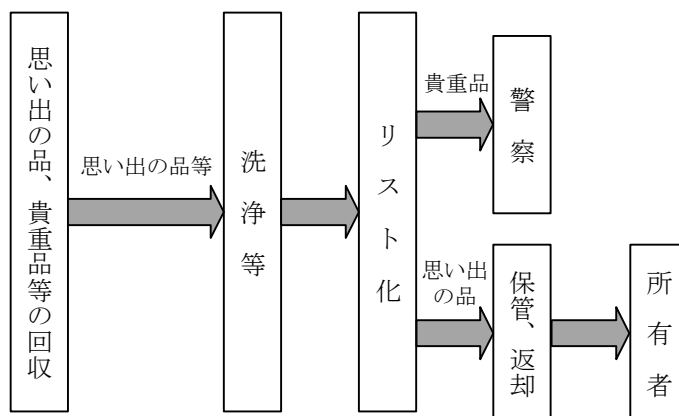 思い出の品、貴重品等の回収
思い出の品等
洗浄等
リスト化
貴重品
警察
思い出
の品
保管、返却
所有者